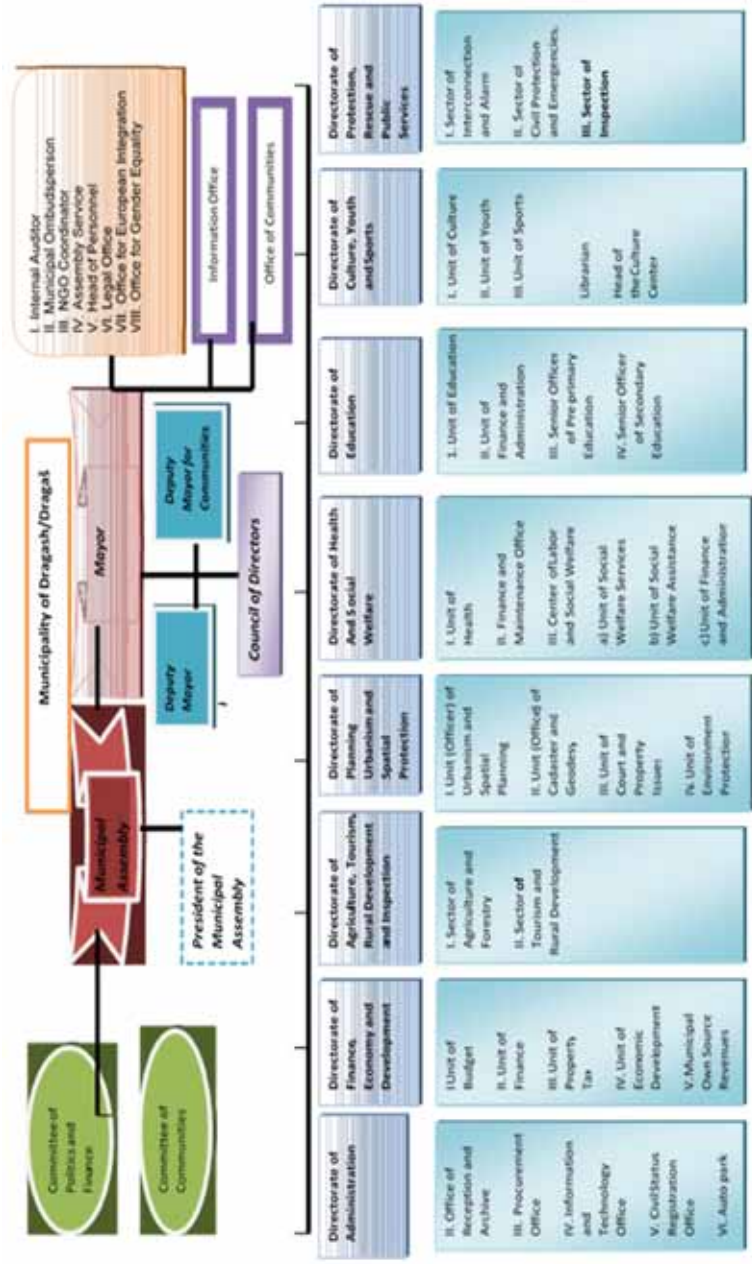 Municipality of Dragash/Dragaš
Committee of
Politics and
Finance
Committee of
Communities
Municipal
Assembly
President of the
Municipal
Assembly
Mayor
Deputy
Mayor
Deputy
Mayor for
Communities
Council of Directors
I. Internal Auditor
II. Municipal Ombudsperson
III. NGO Coordinator
IV. Assembly Service
V. Head of Personnel
VI. Legal Office
VII. Office for European Integration
VIII. Office for Gender Equality
Information Office
Office of Communities
Directorate of
Administration
II. Office of
Reception and
Archive
III. Procurement
Office
IV. Information
and
Technology
Office
V. Civil Status
Registration
Office
VI. Auto park
Directorate of
Finance,
Economy and
Development
I Unit of
Budget
II. Unit of
Finance
III. Unit of
Property
Tax
IV. Unit of
Economic
Development
V. Municipal
Own Source
Revenues
Directorate of
Agriculture, Tourism,
Rural Development
and Inspection
I. Sector of
Agriculture and
Forestry
II. Sector of
Tourism and
Rural Development
Directorate of
Planning
Urbanism and
Spatial
Protection
I. Unit (Officer) of
Urbanism and
Spatial
Planning
II. Unit (Office) of
Cadaster and
Geodesy
III. Unit of
Court and
Property
Issues
IV. Unit of
Environment
Protection
Directorate of Health
And Social
Welfare
I. Unit of
Health
II. Finance and
Maintenance Office
III. Center of Labor
and Social Welfare
a) Unit of Social
Welfare Services
b) Unit of Social
Welfare Assistance
c) Unit of Finance
and Administration
Directorate of
Education
1. Unit of Education
II. Unit of
Finance and
Administration
III. Senior Officer
of Pre primary
Education
IV. Senior Officer
of Secondary
Education
Directorate of
Culture, Youth
and Sports
I. Unit of Culture
II. Unit of Youth
III. Unit of Sports
Librarian
Head of
the Culture
Center
Directorate of
Protection,
Rescue and
Public
Services
I. Sector of
Interconnection
and Alarm
II. Sector of
Civil Protection
and Emergencies,
III. Sector of
Inspection